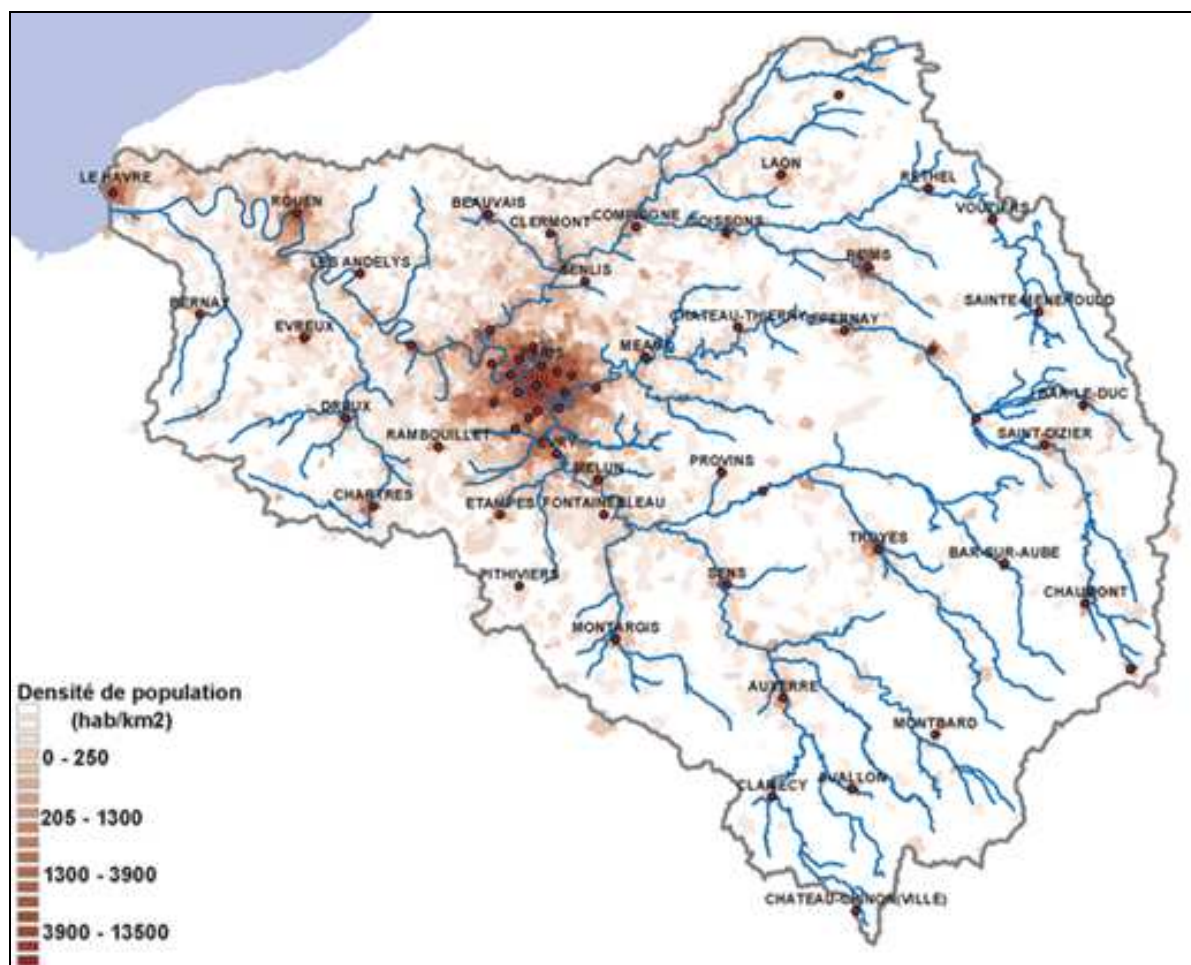 LE HAVRE
ROUEN
BEAUVAIS
CLERMONT
COMPIEGNE
SOISSONS
LAON
RETHEL
VOUZIERS
LES ANDELYS
SENLIS
REIMS
BERNAY
EVREUX
MEAUX
CHATEAU-THIERRY
EPERNAY
SAINTE-MENEHOULD
DREUX
RAMBOUILLET
BAR-LE-DUC
SAINT-DIZIER
CHARTRES
ETAMPES
MELUN
FONTAINEBLEAU
PROVINS
PITHIVIERS
MONTARGIS
SENS
TROYES
BAR-SUR-AUBE
CHAUMONT
AUXERRE
MONTBARD
CLAMECY
AVALLON
CHATEAU-CHINON(VILLE)
Densité de population
(hab/km2)
0 - 250
205 - 1300
1300 - 3900
3900 - 13500